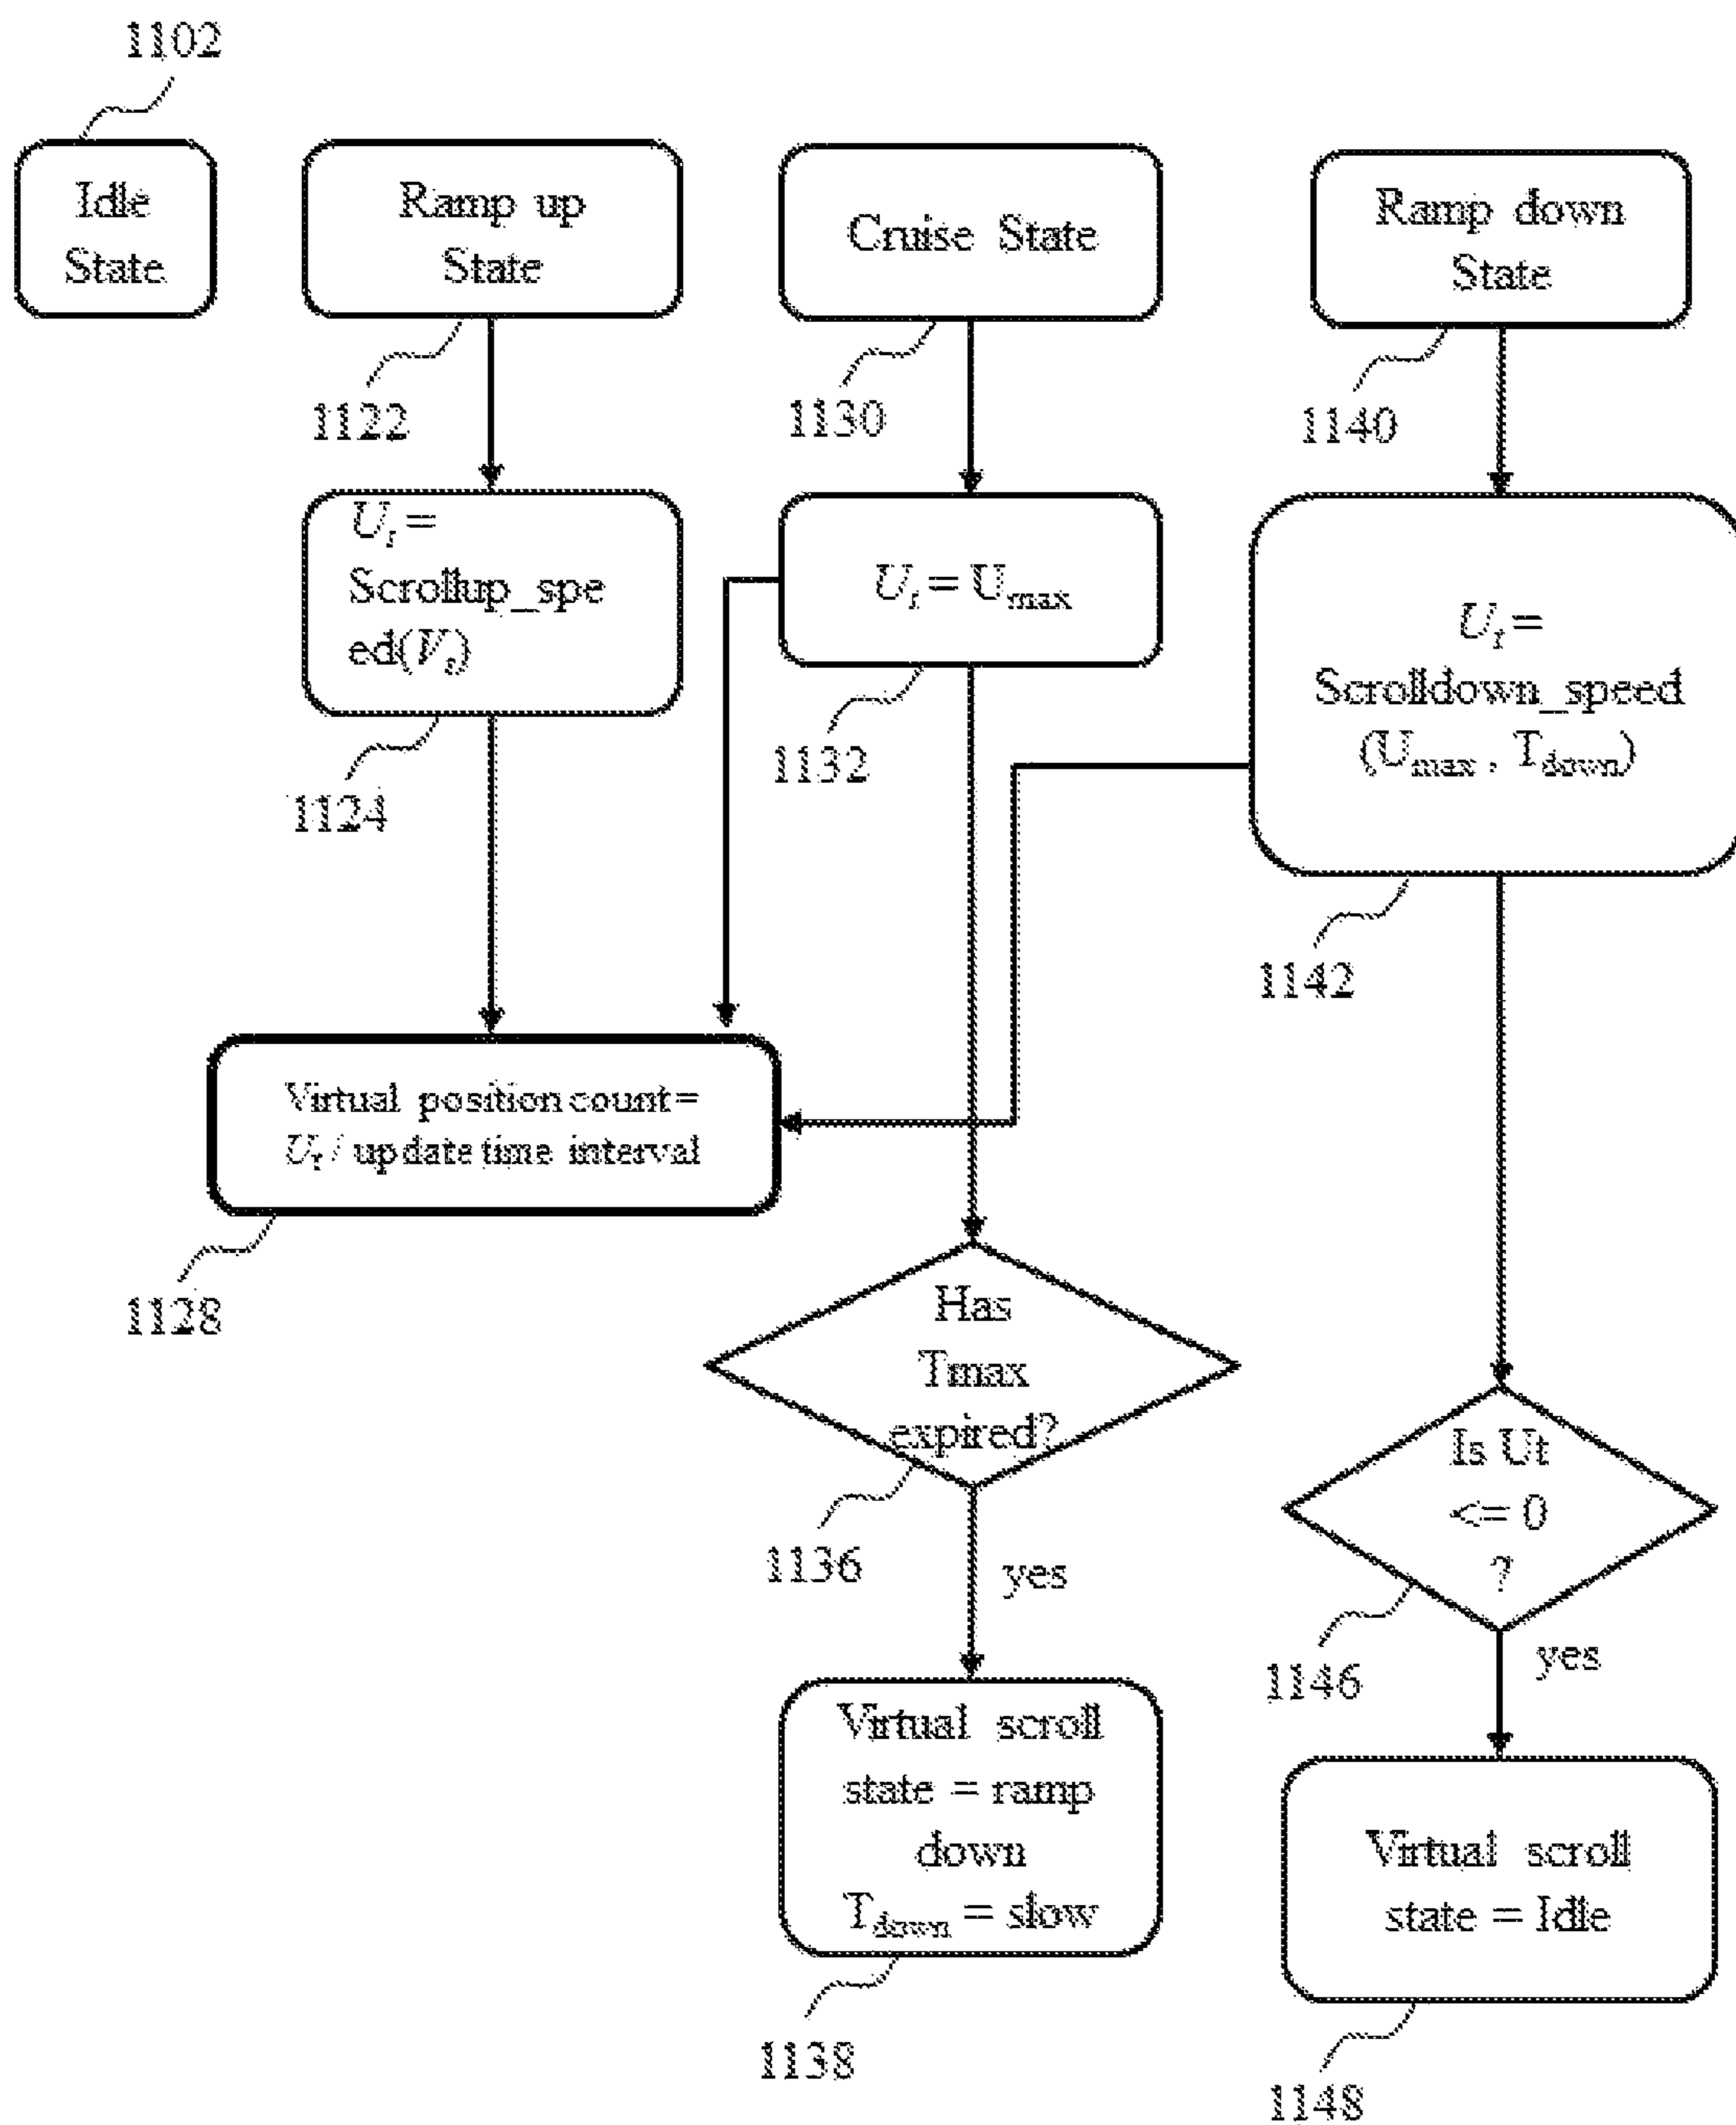 1102
Idle
State
Ramp up
State
Cruise State
Ramp down
State
1122
1130
1140
Uₜ =
Scrollup_spe
ed(Vₜ)
Uₜ = Uₘₐₓ
Uₜ =
Scrolldown_speed
(Umax , Tdown)
1124
1132
1142
Virtual position count =
Uₜ / update time interval
1128
Has
Tmax
expired?
1136
yes
Is Ut
<= 0
?
1146
yes
Virtual scroll
state = ramp
down
Tdown = slow
1138
Virtual scroll
state = Idle
1148